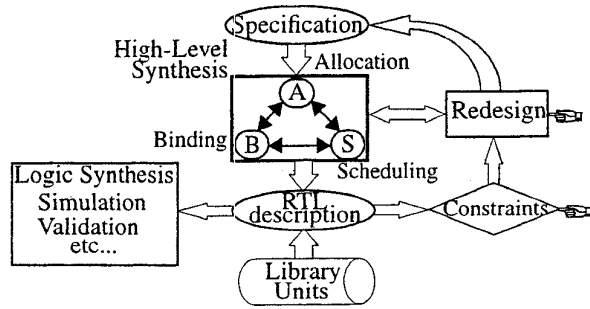 Specification
High-Level
Synthesis
Allocation
A
B
S
Binding
Scheduling
Redesign
Logic Synthesis
Simulation
Validation
etc...
RTL
description
Constraints
Library
Units